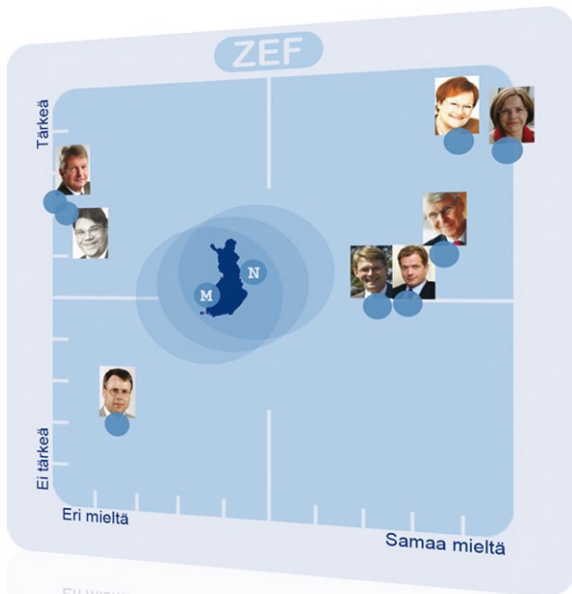 ZEF
Tärkeä
N
M
Ei tärkeä
Eri mieltä
Samaa mieltä